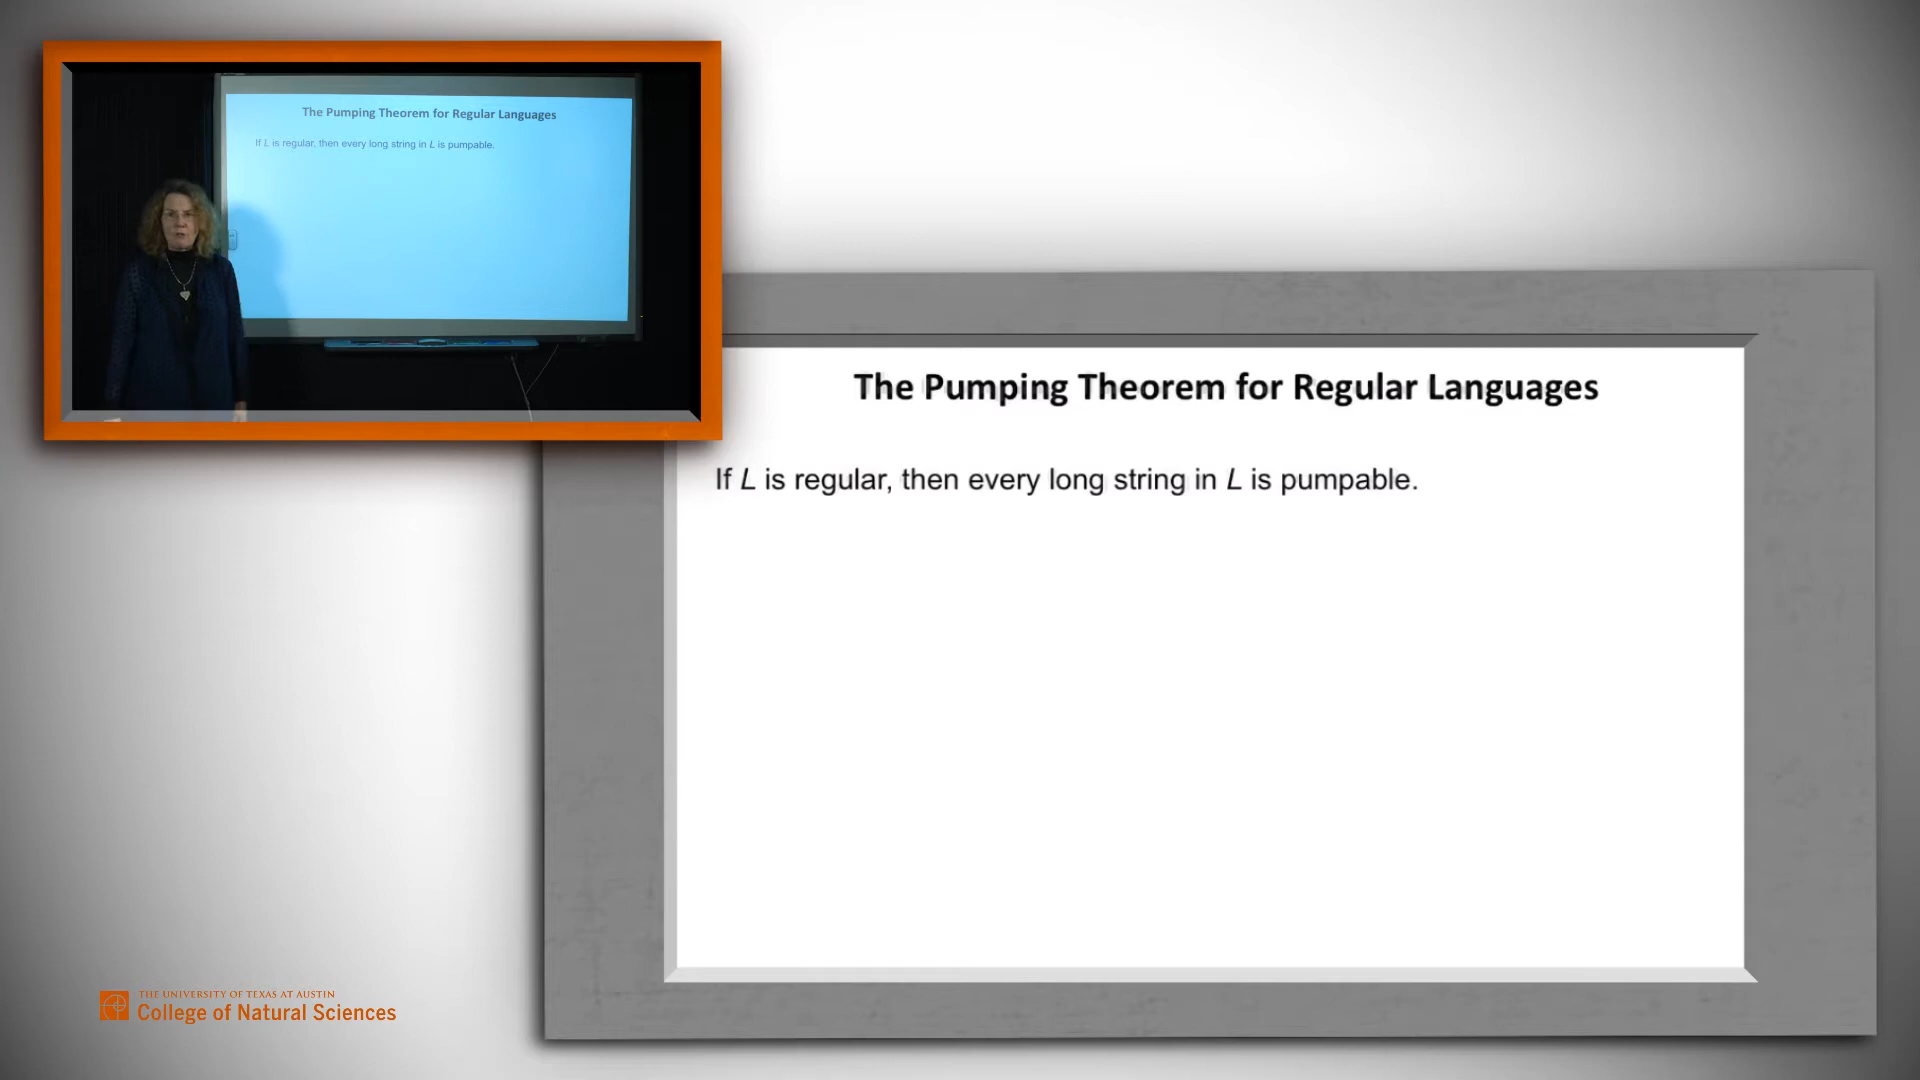 The Pumping Theorem for Regular Languages
If L is regular, then every long string in L is pumpable.
The Pumping Theorem for Regular Languages
If L is regular, then every long string in L is pumpable.
THE UNIVERSITY OF TEXAS AT AUSTIN
College of Natural Sciences